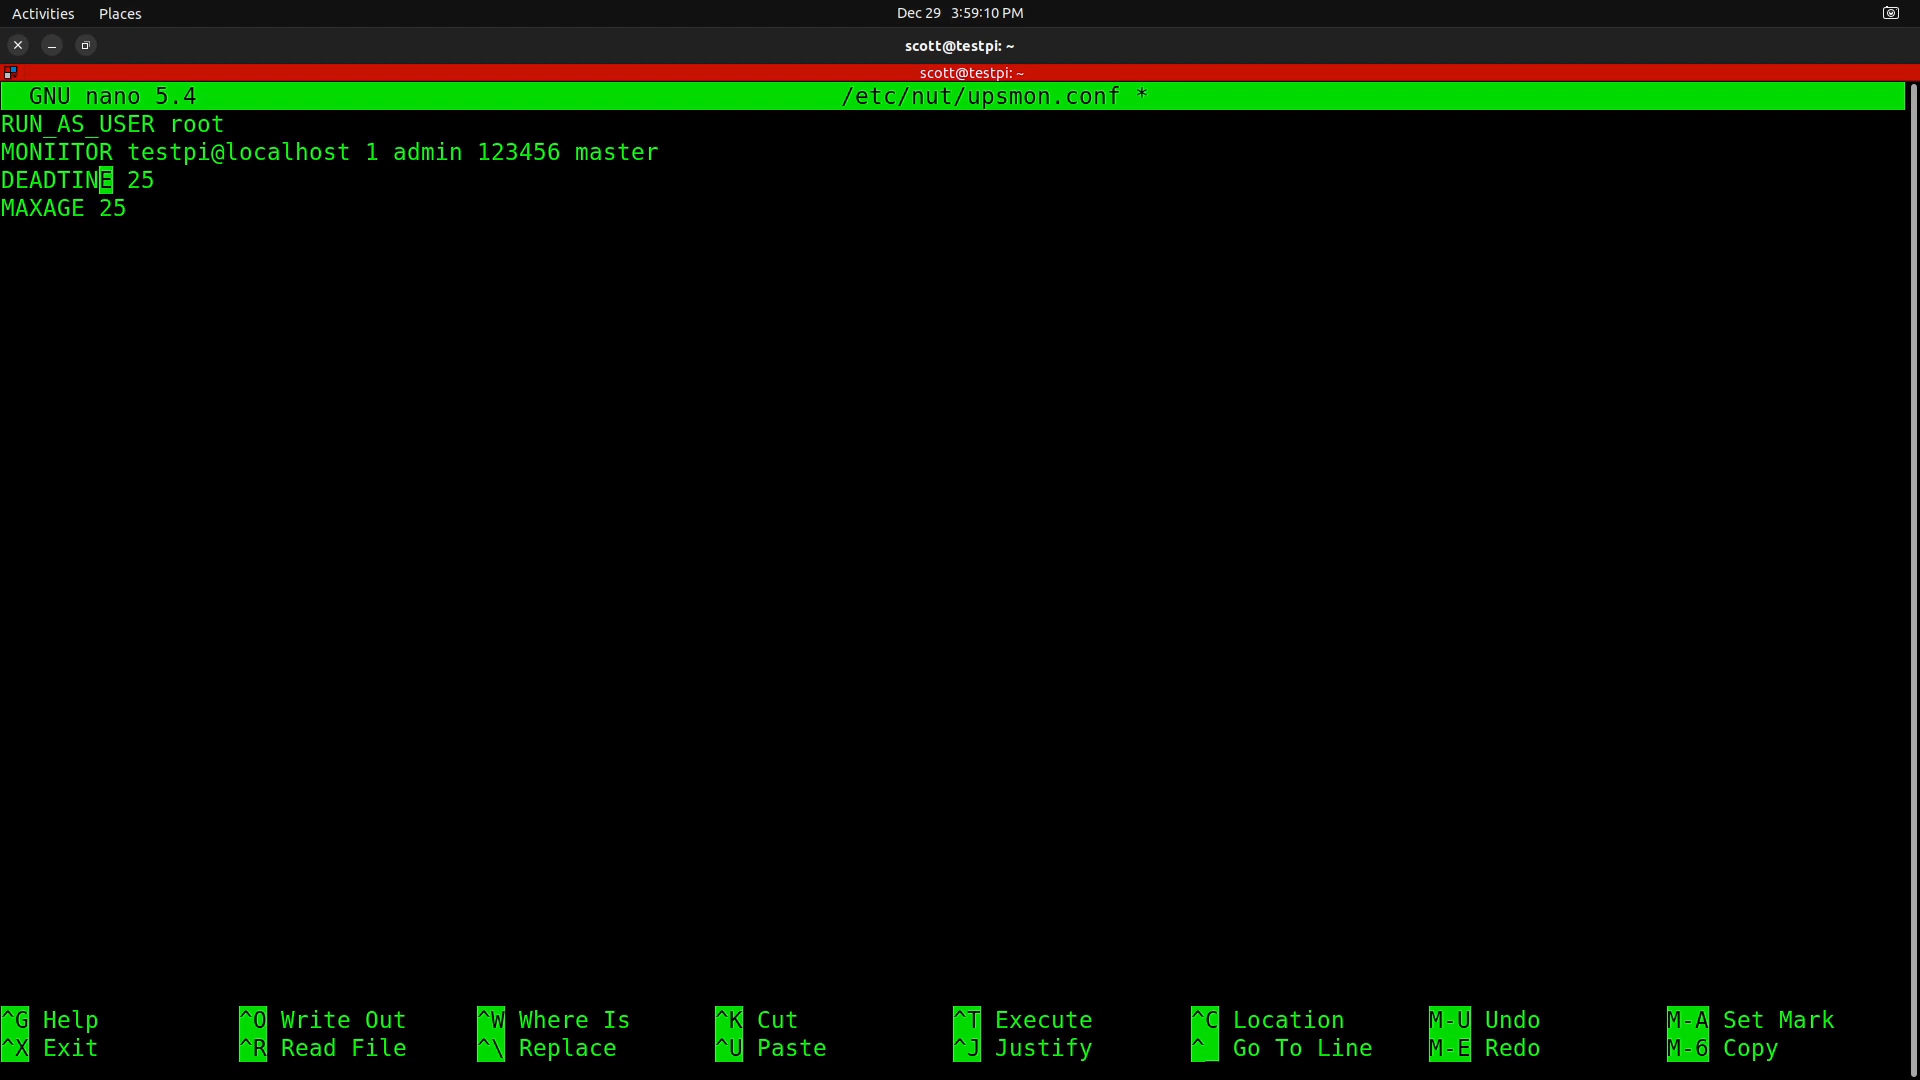 Activities Places Dec 29 3:59:10 PM
scott@testpi: ~
scott@testpi: ~
GNU nano 5.4 /etc/nut/upsmon.conf *
RUN_AS_USER root
MONIITOR testpi@localhost 1 admin 123456 master
DEADTINE 25
MAXAGE 25
^G Help ^O Write Out ^W Where Is ^K Cut ^T Execute ^C Location M-U Undo M-A Set Mark
^X Exit ^R Read File ^\ Replace ^U Paste ^J Justify ^_ Go To Line M-E Redo M-6 Copy